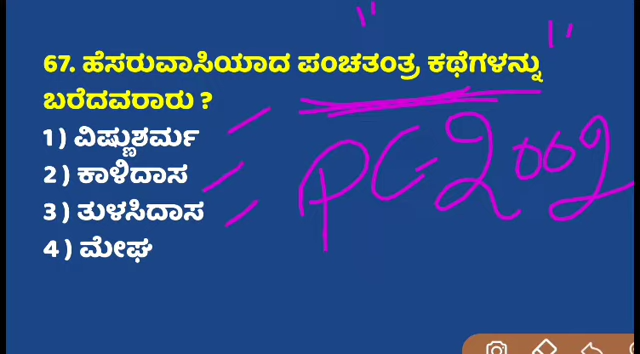 67. ಹೆಸರುವಾಸಿಯಾದ ಪಂಚತಂತ್ರ ಕಥೆಗಳನ್ನು
ಬರೆದವರಾರು ?
1) ವಿಷ್ಣುಶರ್ಮ
2) ಕಾಳಿದಾಸ
3) ತುಳಸಿದಾಸ
4) ಮೇಘ
PC-2002